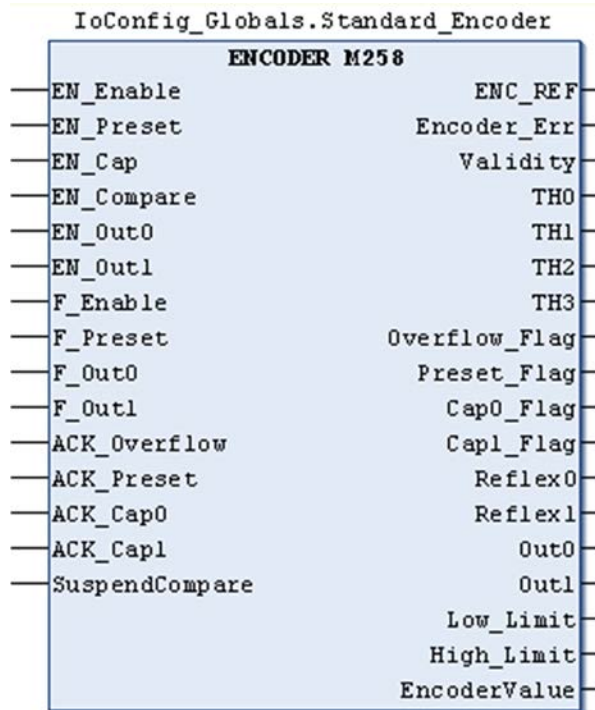 IoConfig_Globals.Standard_Encoder
ENCODER M258
EN_Enable ENC_REF
EN_Preset Encoder_Err
EN_Cap Validity
EN_Compare TH0
EN_Out0 TH1
EN_Out1 TH2
F_Enable TH3
F_Preset Overflow_Flag
F_Out0 Preset_Flag
F_Out1 Cap0_Flag
ACK_Overflow Cap1_Flag
ACK_Preset Reflex0
ACK_Cap0 Reflex1
ACK_Cap1 Out0
SuspendCompare Out1
Low_Limit
High_Limit
EncoderValue